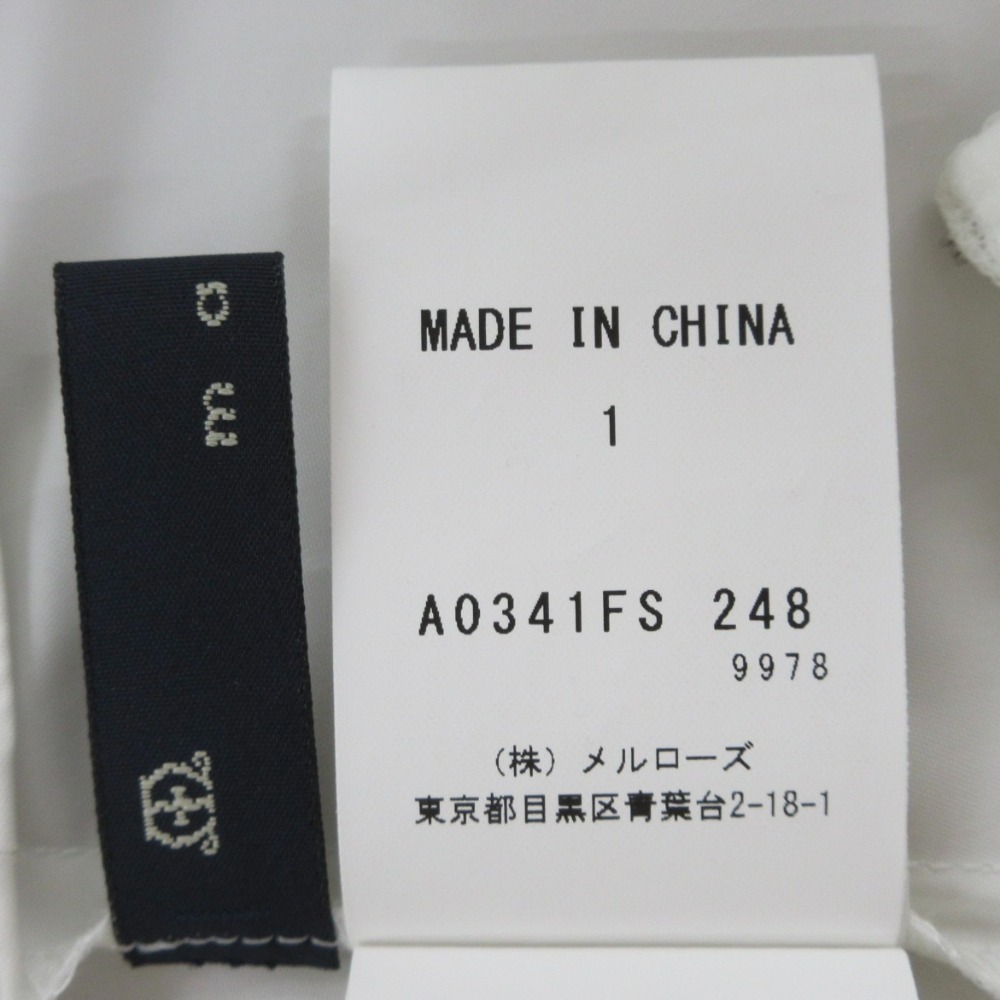 MADE IN CHINA
1
A0341FS 248
9978
(株) メルローズ
東京都目黒区青葉台2-18-1